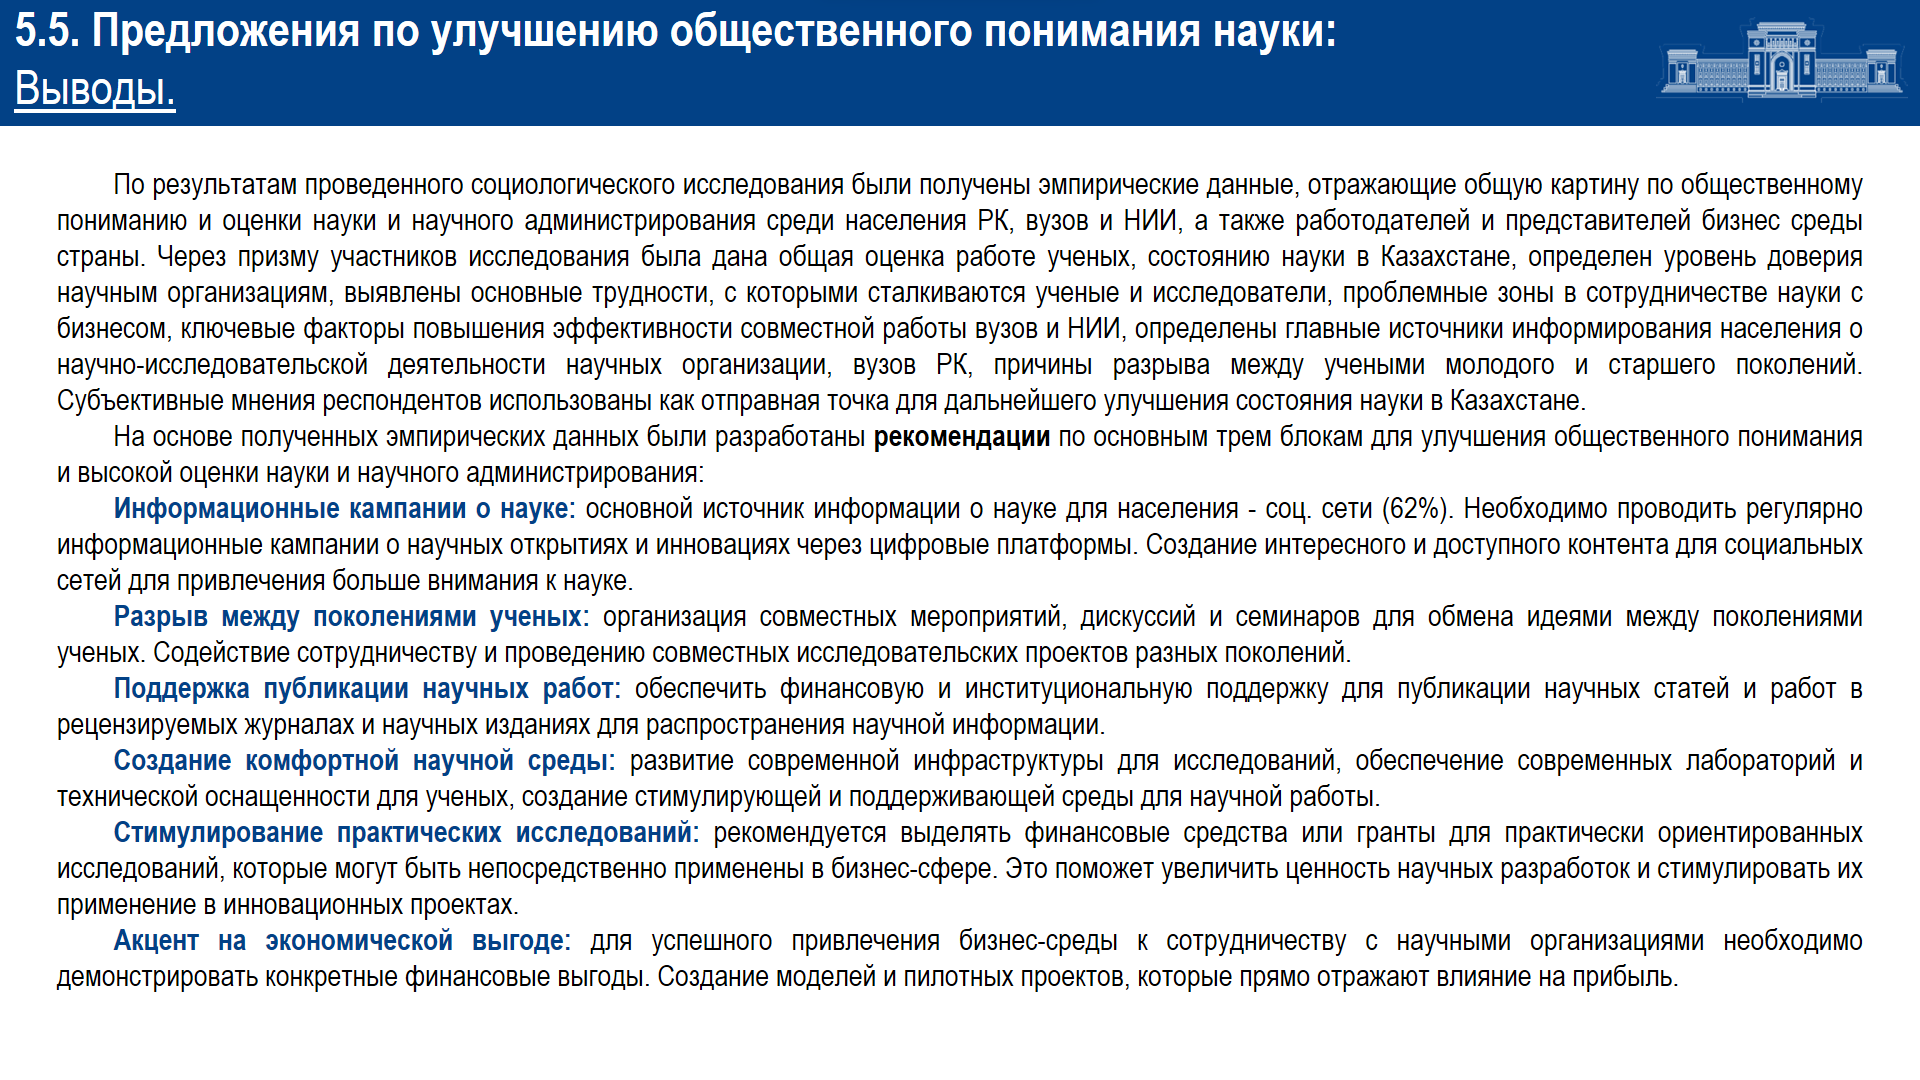 5.5. Предложения по улучшению общественного понимания науки:
Выводы.
По результатам проведенного социологического исследования были получены эмпирические данные, отражающие общую картину по общественному
пониманию и оценки науки и научного администрирования среди населения РК, вузов и НИИ, а также работодателей и представителей бизнес среды
страны. Через призму участников исследования была дана общая оценка работе ученых, состоянию науки в Казахстане, определен уровень доверия
научным организациям, выявлены основные трудности, с которыми сталкиваются ученые и исследователи, проблемные зоны в сотрудничестве науки с
бизнесом, ключевые факторы повышения эффективности совместной работы вузов и НИИ, определены главные источники информирования населения о
научно-исследовательской деятельности научных организации, вузов РК, причины разрыва между учеными молодого и старшего поколений.
Субъективные мнения респондентов использованы как отправная точка для дальнейшего улучшения состояния науки в Казахстане.
На основе полученных эмпирических данных были разработаны рекомендации по основным трем блокам для улучшения общественного понимания
и высокой оценки науки и научного администрирования:
Информационные кампании о науке: основной источник информации о науке для населения - соц. сети (62%). Необходимо проводить регулярно
информационные кампании о научных открытиях и инновациях через цифровые платформы. Создание интересного и доступного контента для социальных
сетей для привлечения больше внимания к науке.
Разрыв между поколениями ученых: организация совместных мероприятий, дискуссий и семинаров для обмена идеями между поколениями
ученых. Содействие сотрудничеству и проведению совместных исследовательских проектов разных поколений.
Поддержка публикации научных работ: обеспечить финансовую и институциональную поддержку для публикации научных статей и работ в
рецензируемых журналах и научных изданиях для распространения научной информации.
Создание комфортной научной среды: развитие современной инфраструктуры для исследований, обеспечение современных лабораторий и
технической оснащенности для ученых, создание стимулирующей и поддерживающей среды для научной работы.
Стимулирование практических исследований: рекомендуется выделять финансовые средства или гранты для практически ориентированных
исследований, которые могут быть непосредственно применены в бизнес-сфере. Это поможет увеличить ценность научных разработок и стимулировать их
применение в инновационных проектах.
Акцент на экономической выгоде: для успешного привлечения бизнес-среды к сотрудничеству с научными организациями необходимо
демонстрировать конкретные финансовые выгоды. Создание моделей и пилотных проектов, которые прямо отражают влияние на прибыль.